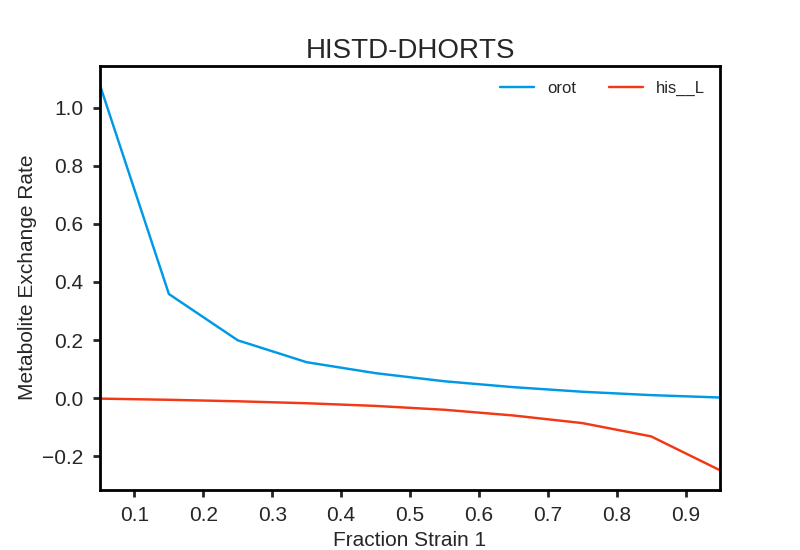 HISTD-DHORTS
orot
his__L
Metabolite Exchange Rate
1.0
0.8
0.6
0.4
0.2
0.0
−0.2
0.1 0.2 0.3 0.4 0.5 0.6 0.7 0.8 0.9
Fraction Strain 1